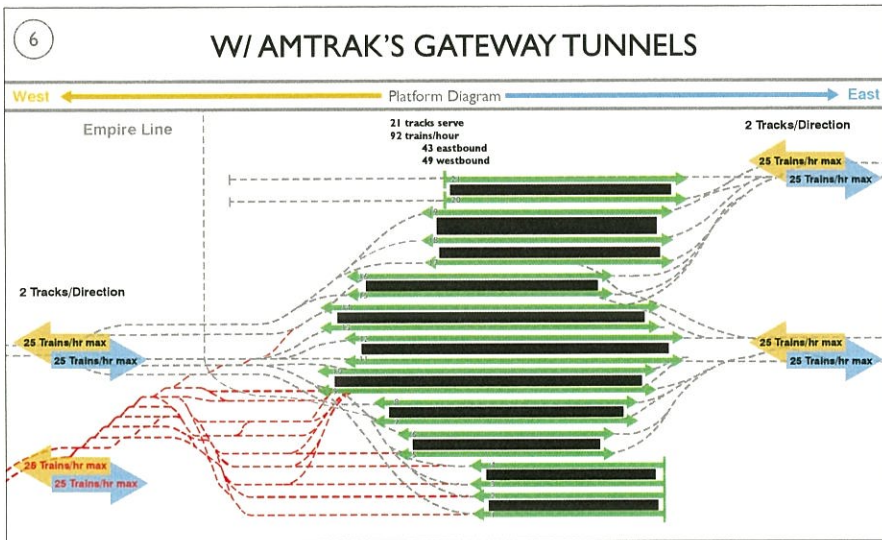 6
W/ AMTRAK'S GATEWAY TUNNELS
West
Platform Diagram
East
Empire Line
21 tracks serve
92 trains/hour
43 eastbound
49 westbound
2 Tracks/Direction
25 Trains/hr max
25 Trains/hr max
21
20
2 Tracks/Direction
25 Trains/hr max
25 Trains/hr max
25 Trains/hr max
25 Trains/hr max
25 Trains/hr max
25 Trains/hr max